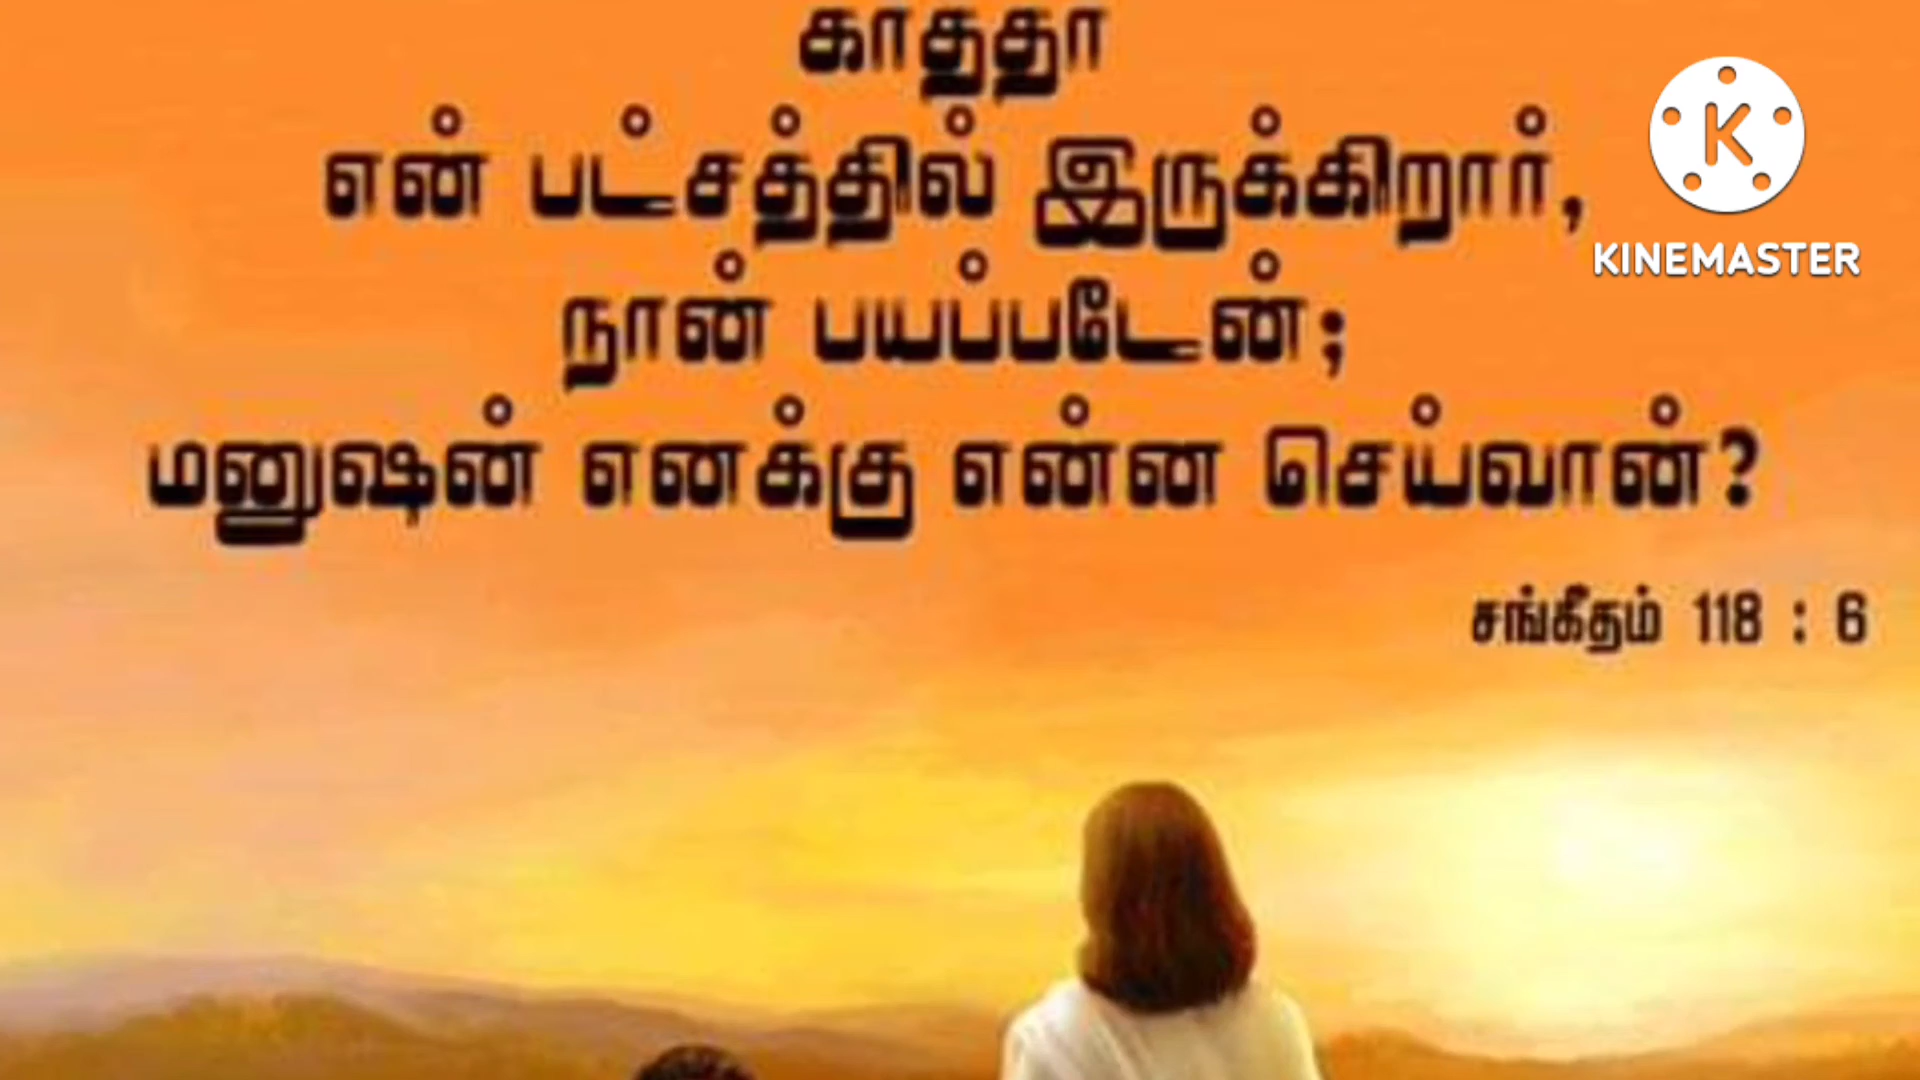 கர்த்தர்
என் பட்சத்தில் இருக்கிறார்,
நான் பயப்படேன்;
மனுஷன் எனக்கு என்ன செய்வான்?
சங்கீதம் 118 : 6
K
KINEMASTER